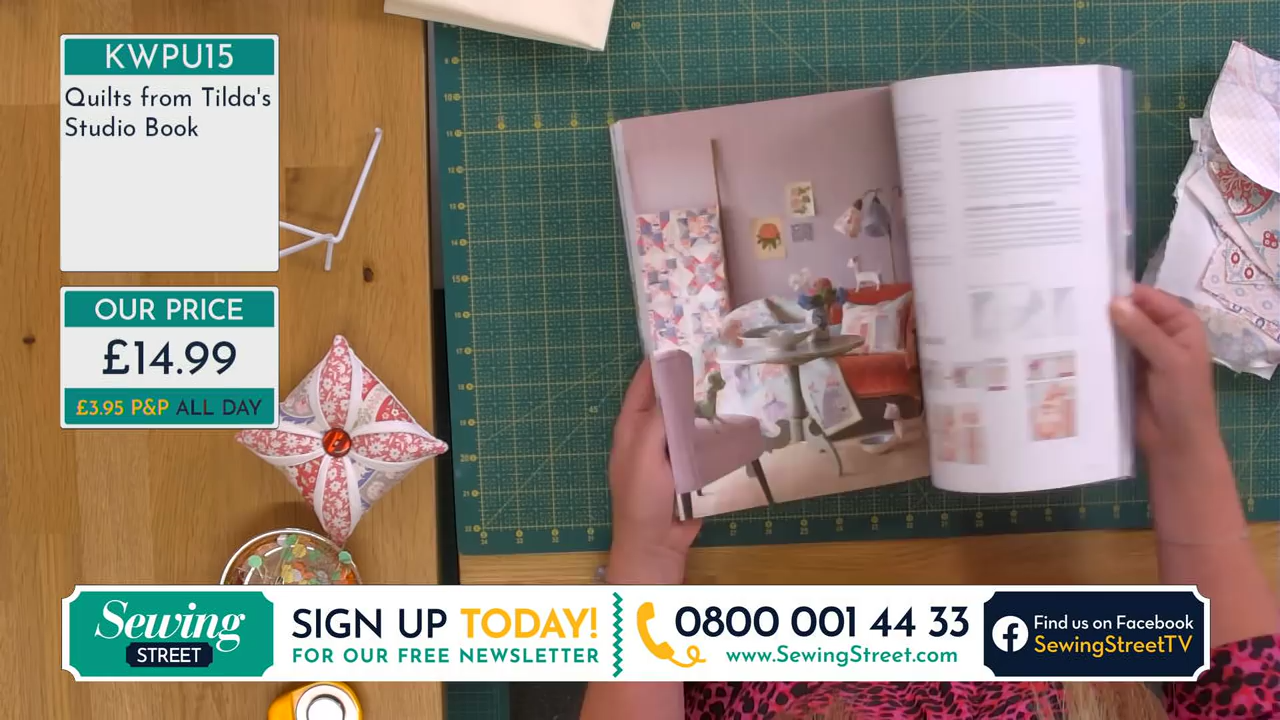 KWPU15
Quilts from Tilda's
Studio Book
OUR PRICE
£14.99
£3.95 P&P ALL DAY
Sewing
STREET
SIGN UP TODAY!
FOR OUR FREE NEWSLETTER
0800 001 44 33
www.SewingStreet.com
Find us on Facebook
SewingStreetTV